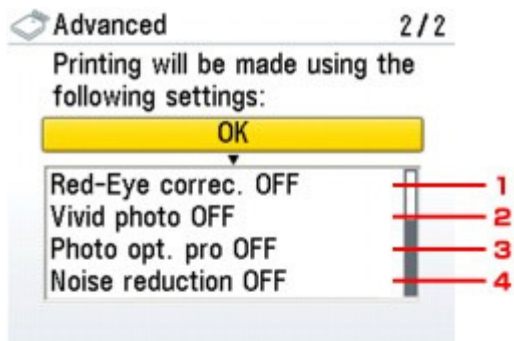 Advanced 2/2
Printing will be made using the
following settings:
OK
Red-Eye correc. OFF 1
Vivid photo OFF 2
Photo opt. pro OFF 3
Noise reduction OFF 4